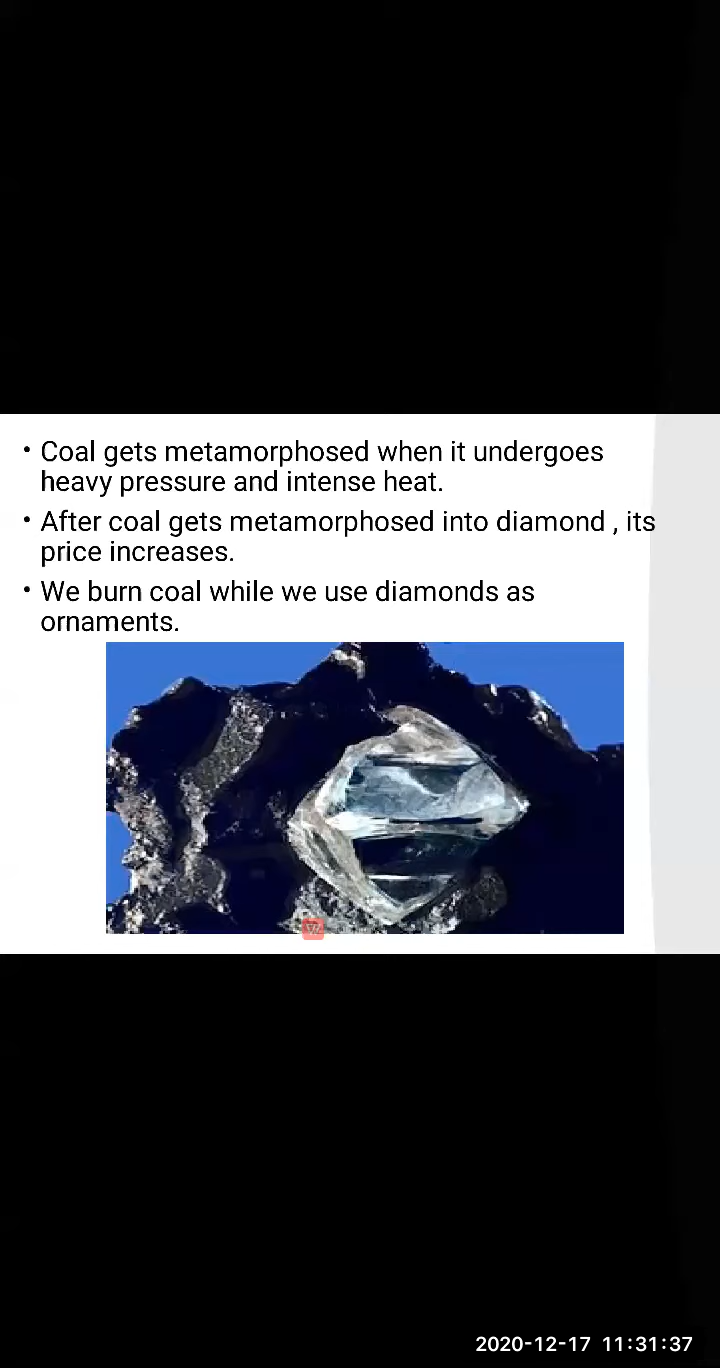 • Coal gets metamorphosed when it undergoes
heavy pressure and intense heat.
• After coal gets metamorphosed into diamond , its
price increases.
• We burn coal while we use diamonds as
ornaments.
2020-12-17 11:31:37